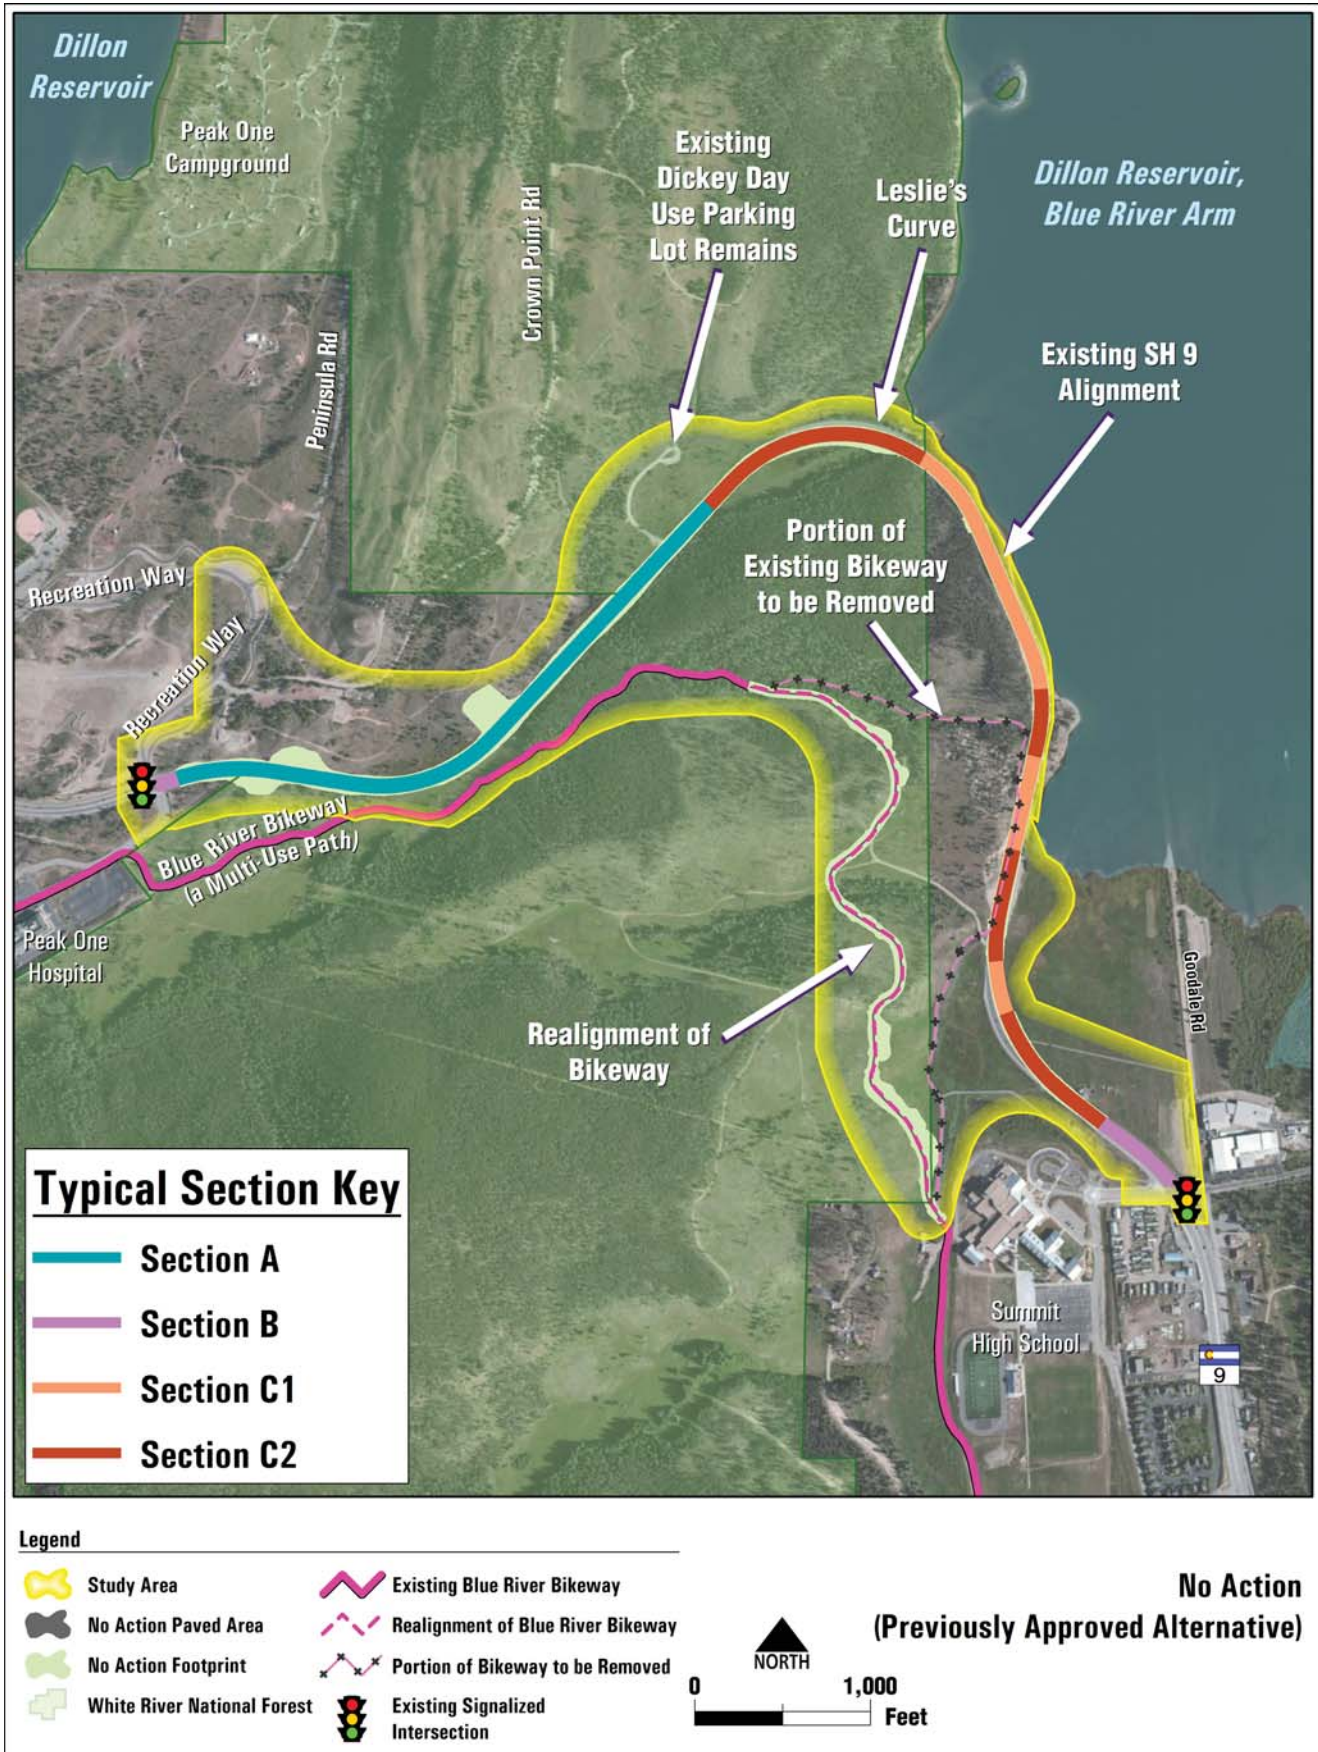 Dillon
Reservoir
Peak One
Campground
Existing
Dickey Day
Use Parking
Lot Remains
Leslie's
Curve
Dillon Reservoir,
Blue River Arm
Crown Point Rd
Peninsula Rd
Existing SH 9
Alignment
Portion of
Existing Bikeway
to be Removed
Recreation Way
Recreation Way
Blue River Bikeway
(a Multi-Use Path)
Peak One
Hospital
Goodale Rd
Realignment of
Bikeway
Summit
High School
9
Typical Section Key
Section A
Section B
Section C1
Section C2
Legend
Study Area
No Action Paved Area
No Action Footprint
White River National Forest
Existing Blue River Bikeway
Realignment of Blue River Bikeway
Portion of Bikeway to be Removed
Existing Signalized
Intersection
NORTH
0 1,000
Feet
No Action
(Previously Approved Alternative)